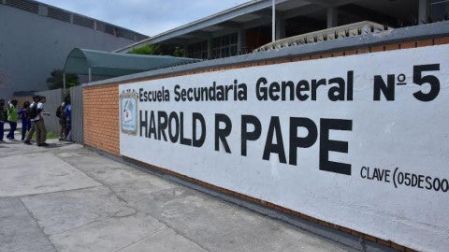 Escuela Secundaria General Nº 5
HAROLD R PAPE
CLAVE (05DES00